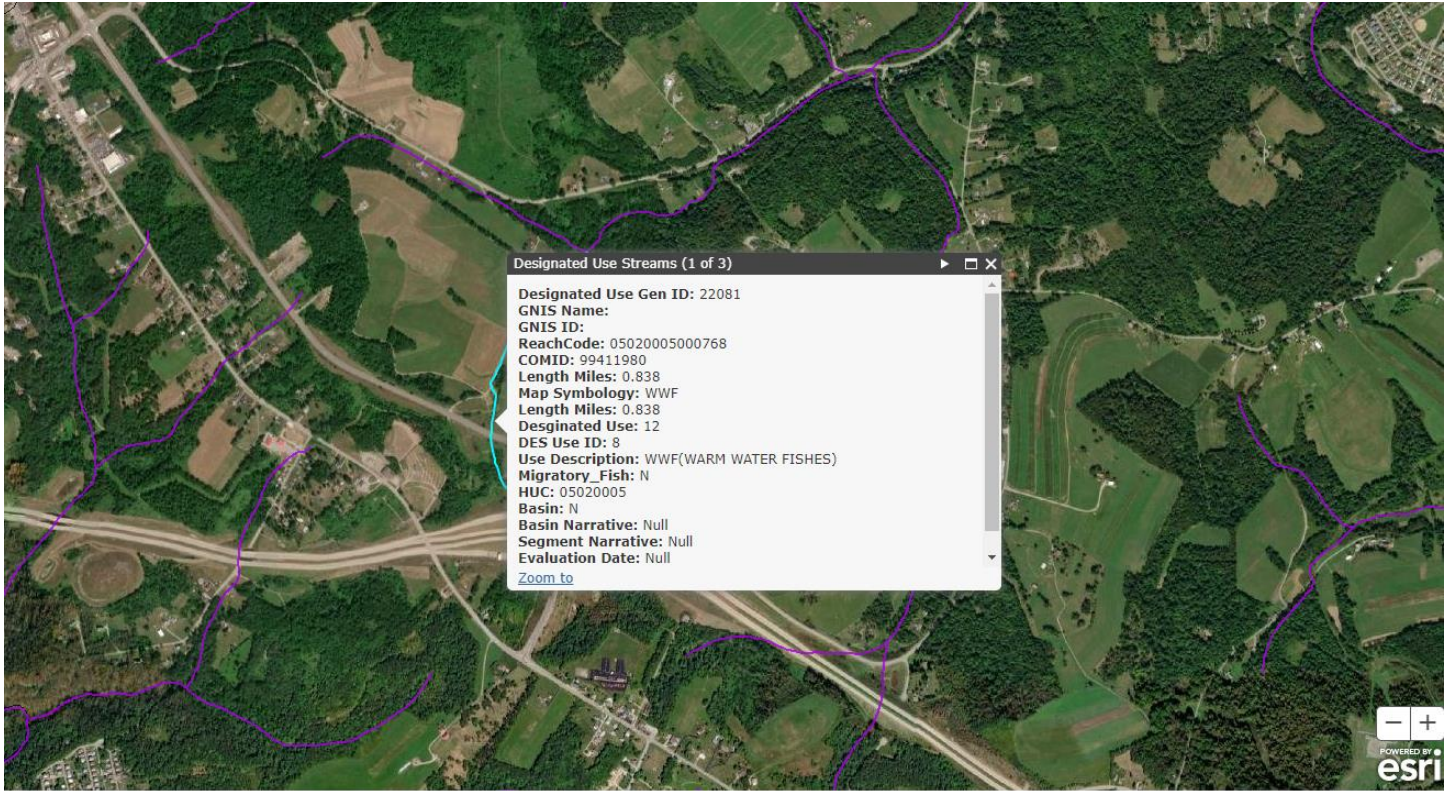 Designated Use Streams (1 of 3)
Designated Use Gen ID: 22081
GNIS Name:
GNIS ID:
ReachCode: 05020005000768
COMID: 99411980
Length Miles: 0.838
Map Symbology: WWF
Length Miles: 0.838
Desginated Use: 12
DES Use ID: 8
Use Description: WWF(WARM WATER FISHES)
Migratory_Fish: N
HUC: 05020005
Basin: N
Basin Narrative: Null
Segment Narrative: Null
Evaluation Date: Null
Zoom to
POWERED BY
esri